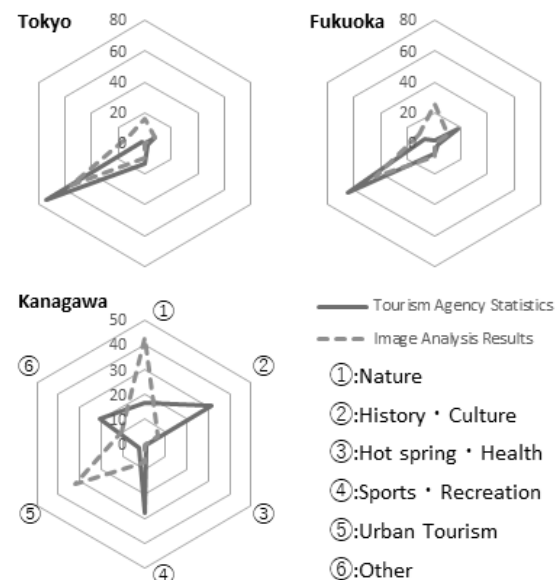 Tokyo
80
60
40
20
0
Fukuoka
80
60
40
20
0
Kanagawa
50
40
30
20
10
0
①
②
③
④
⑤
⑥
Tourism Agency Statistics
Image Analysis Results
①:Nature
②:History・Culture
③:Hot spring・Health
④:Sports・Recreation
⑤:Urban Tourism
⑥:Other